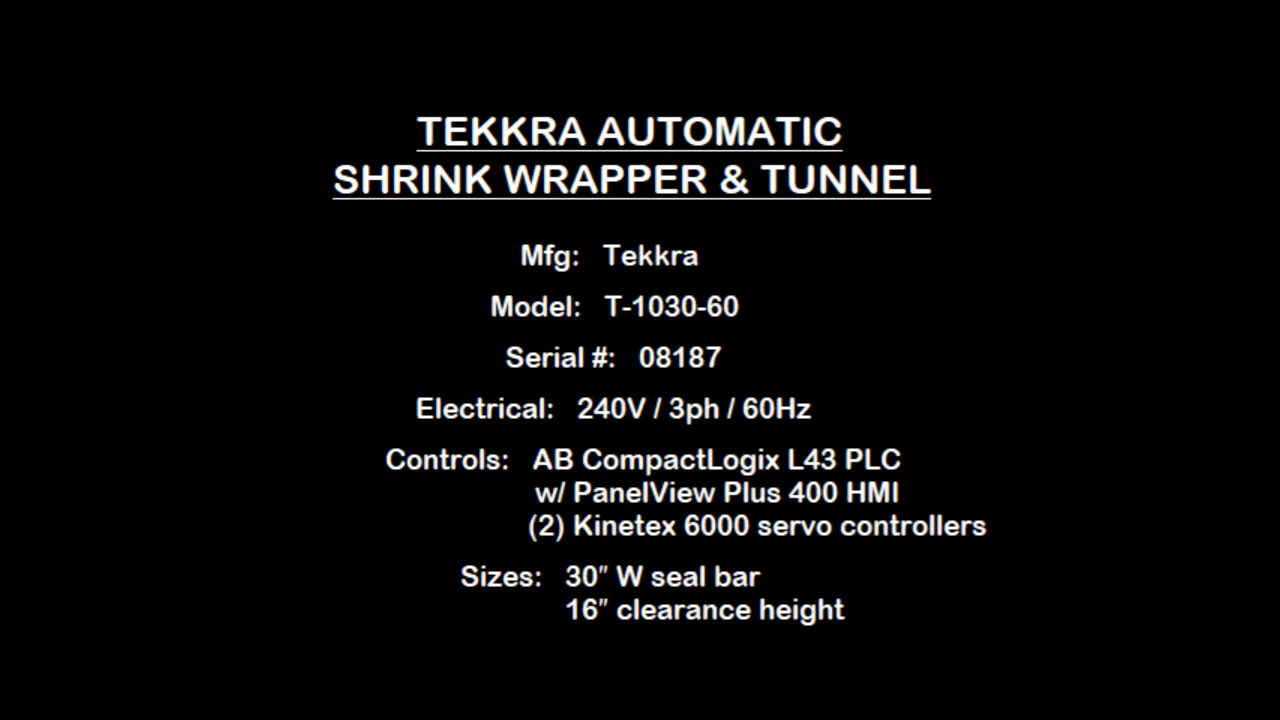 TEKKRA AUTOMATIC
SHRINK WRAPPER & TUNNEL
Mfg: Tekkra
Model: T-1030-60
Serial #: 08187
Electrical: 240V / 3ph / 60Hz
Controls: AB CompactLogix L43 PLC
w/ PanelView Plus 400 HMI
(2) Kinetex 6000 servo controllers
Sizes: 30" W seal bar
16" clearance height